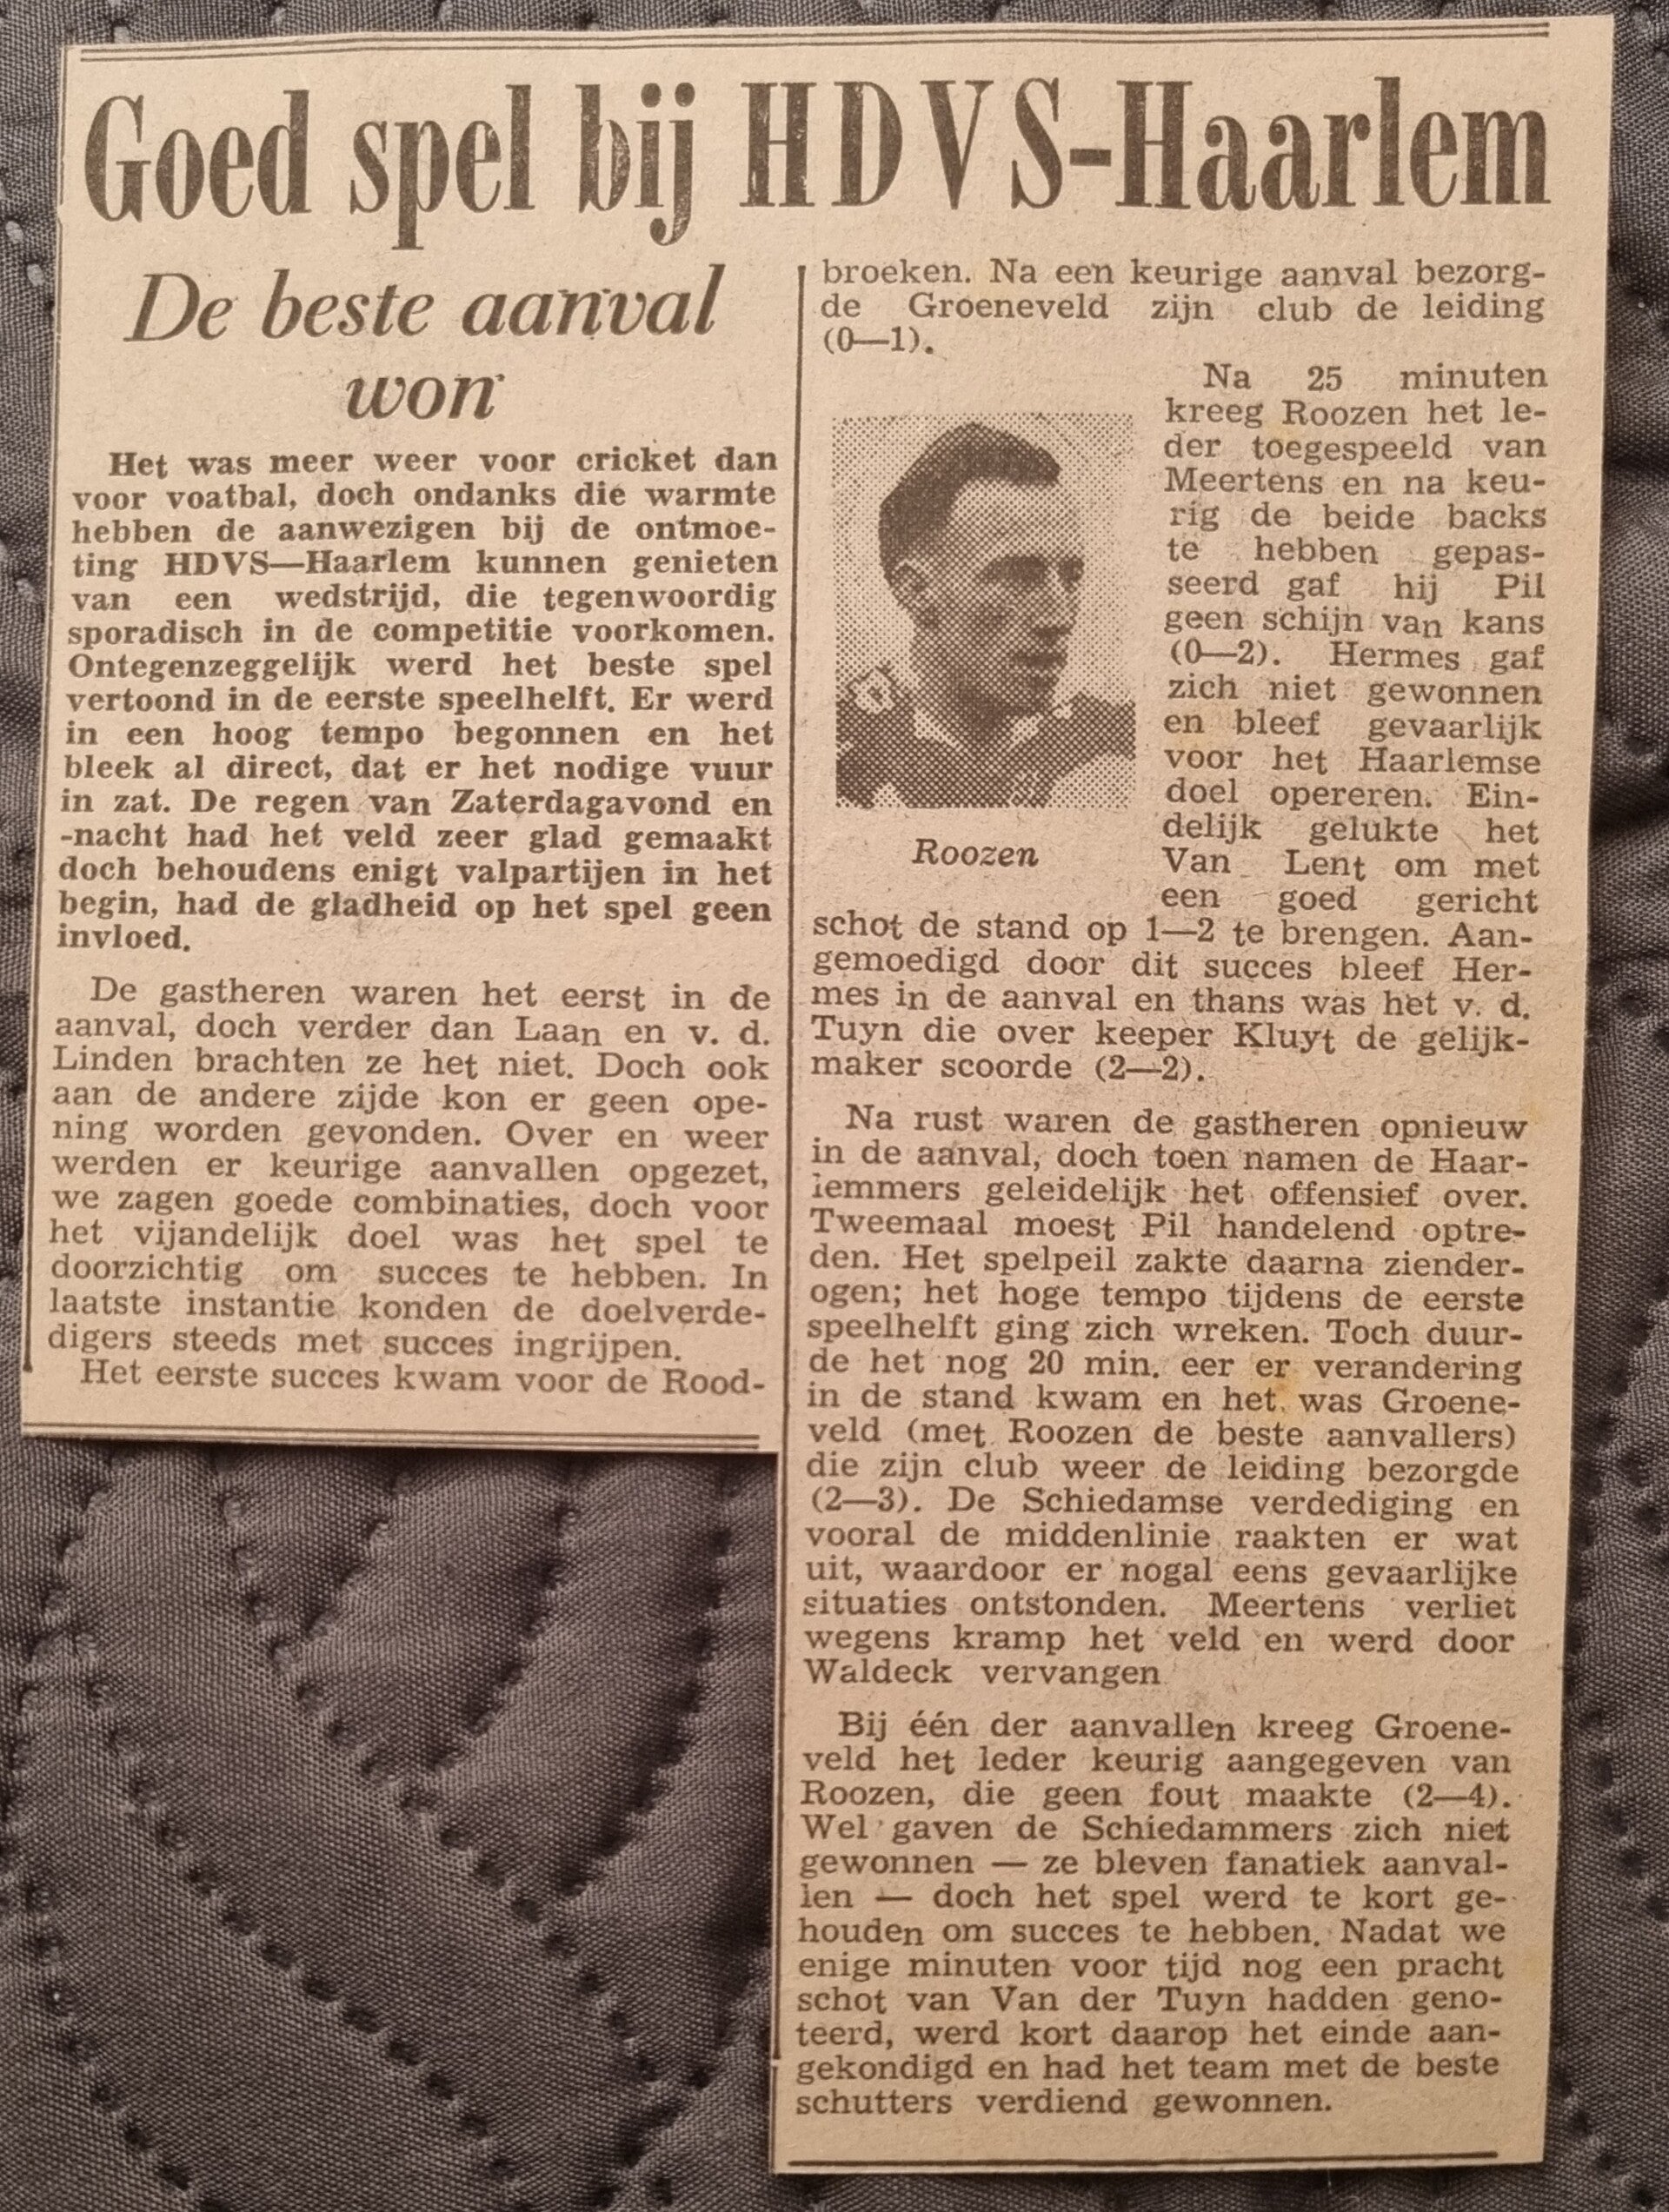 Goed spel bij HDVS-Haarlem
De beste aanval
won
Het was meer weer voor cricket dan
voor voatbal, doch ondanks die warmte
hebben de aanwezigen bij de ontmoe-
ting HDVS—Haarlem kunnen genieten
van een wedstrijd, die tegenwoordig
sporadisch in de competitie voorkomen.
Ontegenzeggelijk werd het beste spel
vertoond in de eerste speelhelft. Er werd
in een hoog tempo begonnen en het
bleek al direct, dat er het nodige vuur
in zat. De regen van Zaterdagavond en
-nacht had het veld zeer glad gemaakt
doch behoudens enigt valpartijen in het
begin, had de gladheid op het spel geen
invloed.
De gastheren waren het eerst in de
aanval, doch verder dan Laan en v. d.
Linden brachten ze het niet. Doch ook
aan de andere zijde kon er geen ope-
ning worden gevonden. Over en weer
werden er keurige aanvallen opgezet,
we zagen goede combinaties, doch voor
het vijandelijk doel was het spel te
doorzichtig om succes te hebben. In
laatste instantie konden de doelverde-
digers steeds met succes ingrijpen.
Het eerste succes kwam voor de Rood-
broeken. Na een keurige aanval bezorg-
de Groeneveld zijn club de leiding
(0—1).
Na 25 minuten
kreeg Roozen het le-
der toegespeeld van
Meertens en na keu-
rig de beide backs
te hebben gepas-
seerd gaf hij Pil
geen schijn van kans
(0—2). Hermes gaf
zich niet gewonnen
en bleef gevaarlijk
voor het Haarlemse
doel opereren. Ein-
delijk gelukte het
Van Lent om met
een goed gericht
Roozen
schot de stand op 1—2 te brengen. Aan-
gemoedigd door dit succes bleef Her-
mes in de aanval en thans was het v. d.
Tuyn die over keeper Kluyt de gelijk-
maker scoorde (2—2).
Na rust waren de gastheren opnieuw
in de aanval, doch toen namen de Haar-
lemmers geleidelijk het offensief over.
Tweemaal moest Pil handelend optre-
den. Het spelpeil zakte daarna ziender-
ogen; het hoge tempo tijdens de eerste
speelhelft ging zich wreken. Toch duur-
de het nog 20 min. eer er verandering
in de stand kwam en het was Groene-
veld (met Roozen de beste aanvallers)
die zijn club weer de leiding bezorgde
(2—3). De Schiedamse verdediging en
vooral de middenlinie raakten er wat
uit, waardoor er nogal eens gevaarlijke
situaties ontstonden. Meertens verliet
wegens kramp het veld en werd door
Waldeck vervangen
Bij één der aanvallen kreeg Groene-
veld het leder keurig aangegeven van
Roozen, die geen fout maakte (2—4).
Wel gaven de Schiedammers zich niet
gewonnen — ze bleven fanatiek aanval-
len — doch het spel werd te kort ge-
houden om succes te hebben. Nadat we
enige minuten voor tijd nog een pracht
schot van Van der Tuyn hadden geno-
teerd, werd kort daarop het einde aan-
gekondigd en had het team met de beste
schutters verdiend gewonnen.